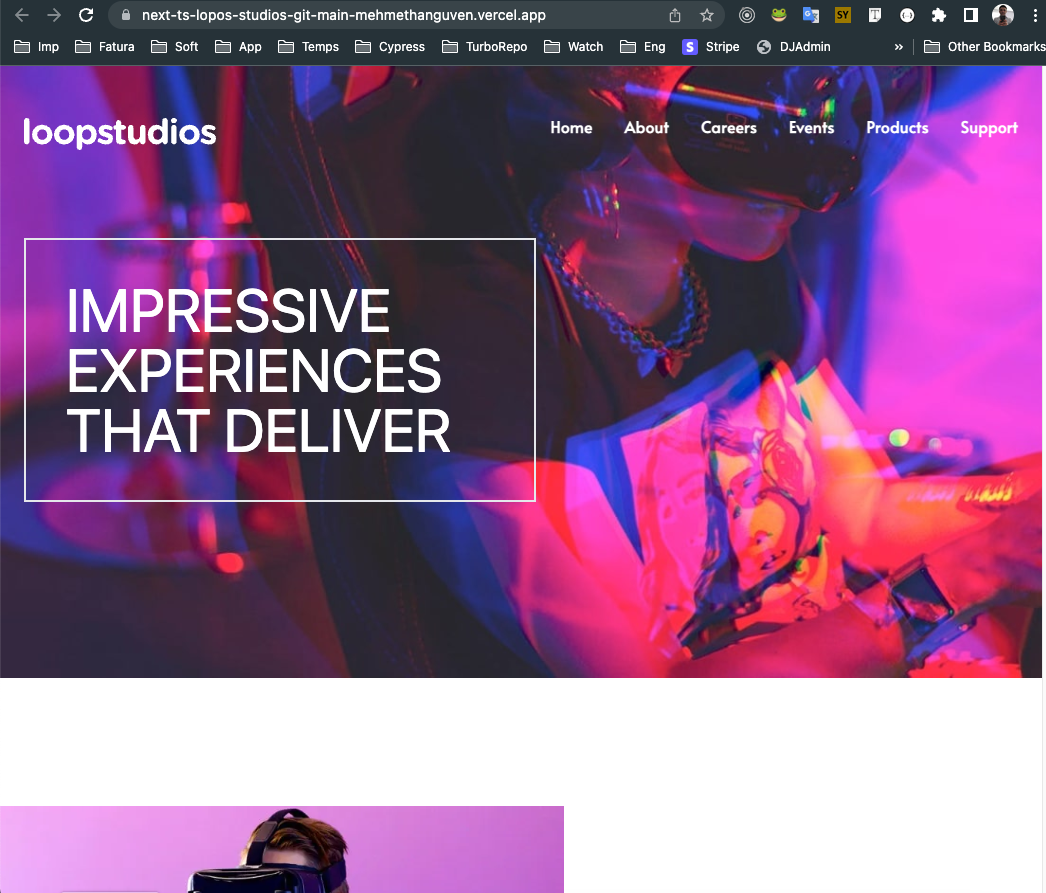 next-ts-lopos-studios-git-main-mehmethanguven.vercel.app
SY
Imp Fatura Soft App Temps Cypress TurboRepo Watch Eng S Stripe DJAdmin » Other Bookmarks
loopstudios Home About Careers Events Products Support
IMPRESSIVE
EXPERIENCES
THAT DELIVER